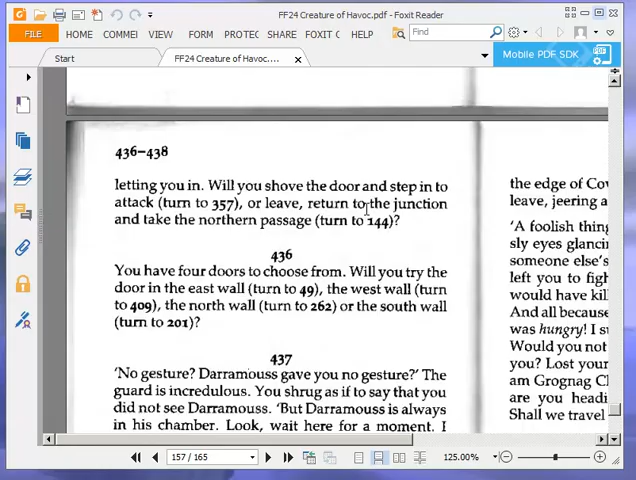 FF24 Creature of Havoc.pdf - Foxit Reader
FILE HOME COMMEI VIEW FORM PROTEC SHARE FOXIT C HELP Find
Start FF24 Creature of Havoc.... Mobile PDF SDK
436–438
letting you in. Will you shove the door and step in to
attack (turn to 357), or leave, return to the junction
and take the northern passage (turn to 144)?
436
You have four doors to choose from. Will you try the
door in the east wall (turn to 49), the west wall (turn
to 409), the north wall (turn to 262) or the south wall
(turn to 201)?
437
'No gesture? Darramouss gave you no gesture?' The
guard is incredulous. You shrug as if to say that you
did not see Darramouss. 'But Darramouss is always
in his chamber. Look, wait here for a moment. I
the edge of Cov
leave, jeering a
'A foolish thing
sly eyes glancin
someone else's
left you to figh
would have kil
And all because
was hungry! I s
Would you not
you? Lost your
am Grognag Cl
are you headi
Shall we travel
157 / 165
125.00%